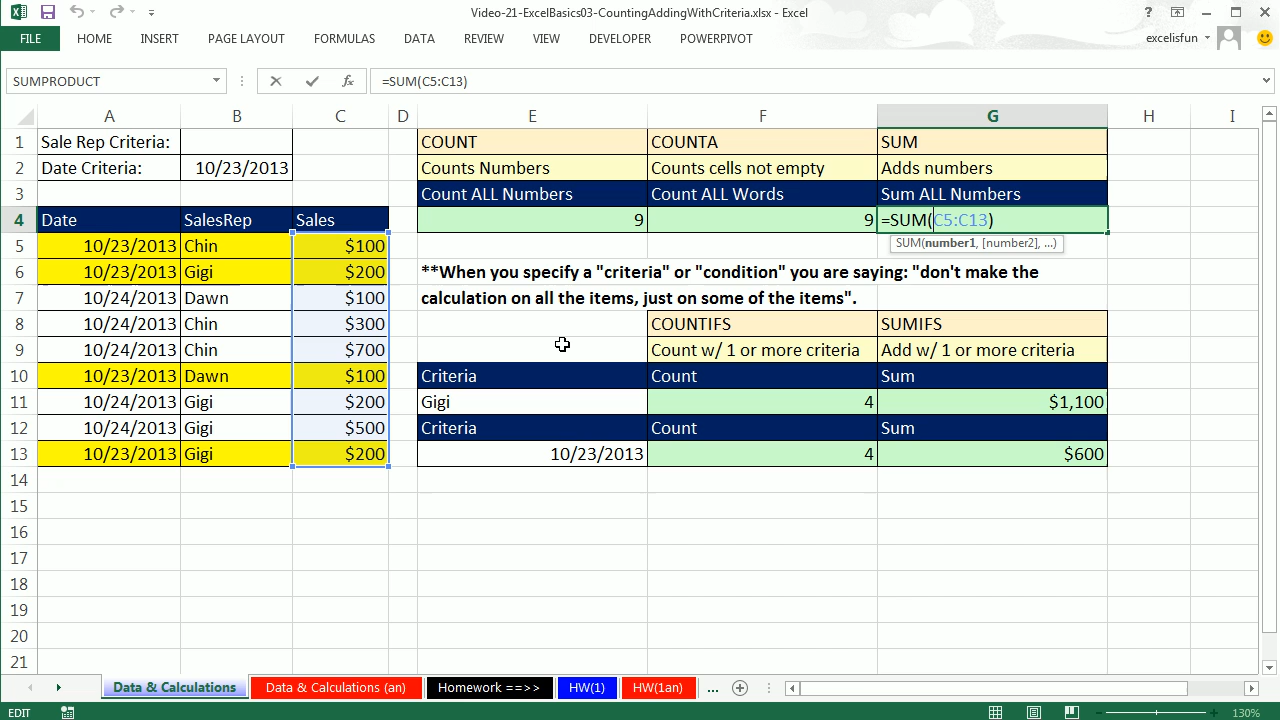 Video-21-ExcelBasics03-CountingAddingWithCriteria.xlsx - Excel
FILE HOME INSERT PAGE LAYOUT FORMULAS DATA REVIEW VIEW DEVELOPER POWERPIVOT excelisfun
SUMPRODUCT fx =SUM(C5:C13)
A B C D E F G H I
1 Sale Rep Criteria: COUNT COUNTA SUM
2 Date Criteria: 10/23/2013 Counts Numbers Counts cells not empty Adds numbers
3 Count ALL Numbers Count ALL Words Sum ALL Numbers
4 Date SalesRep Sales 9 9 =SUM(C5:C13)
5 10/23/2013 Chin $100 SUM(number1, [number2], ...)
6 10/23/2013 Gigi $200 **When you specify a "criteria" or "condition" you are saying: "don't make the
7 10/24/2013 Dawn $100 calculation on all the items, just on some of the items".
8 10/24/2013 Chin $300 COUNTIFS SUMIFS
9 10/24/2013 Chin $700 Count w/ 1 or more criteria Add w/ 1 or more criteria
10 10/23/2013 Dawn $100 Criteria Count Sum
11 10/24/2013 Gigi $200 Gigi 4 $1,100
12 10/24/2013 Gigi $500 Criteria Count Sum
13 10/23/2013 Gigi $200 10/23/2013 4 $600
14
15
16
17
18
19
20
21
Data & Calculations Data & Calculations (an) Homework ==>> HW(1) HW(1an) ...
EDIT 130%